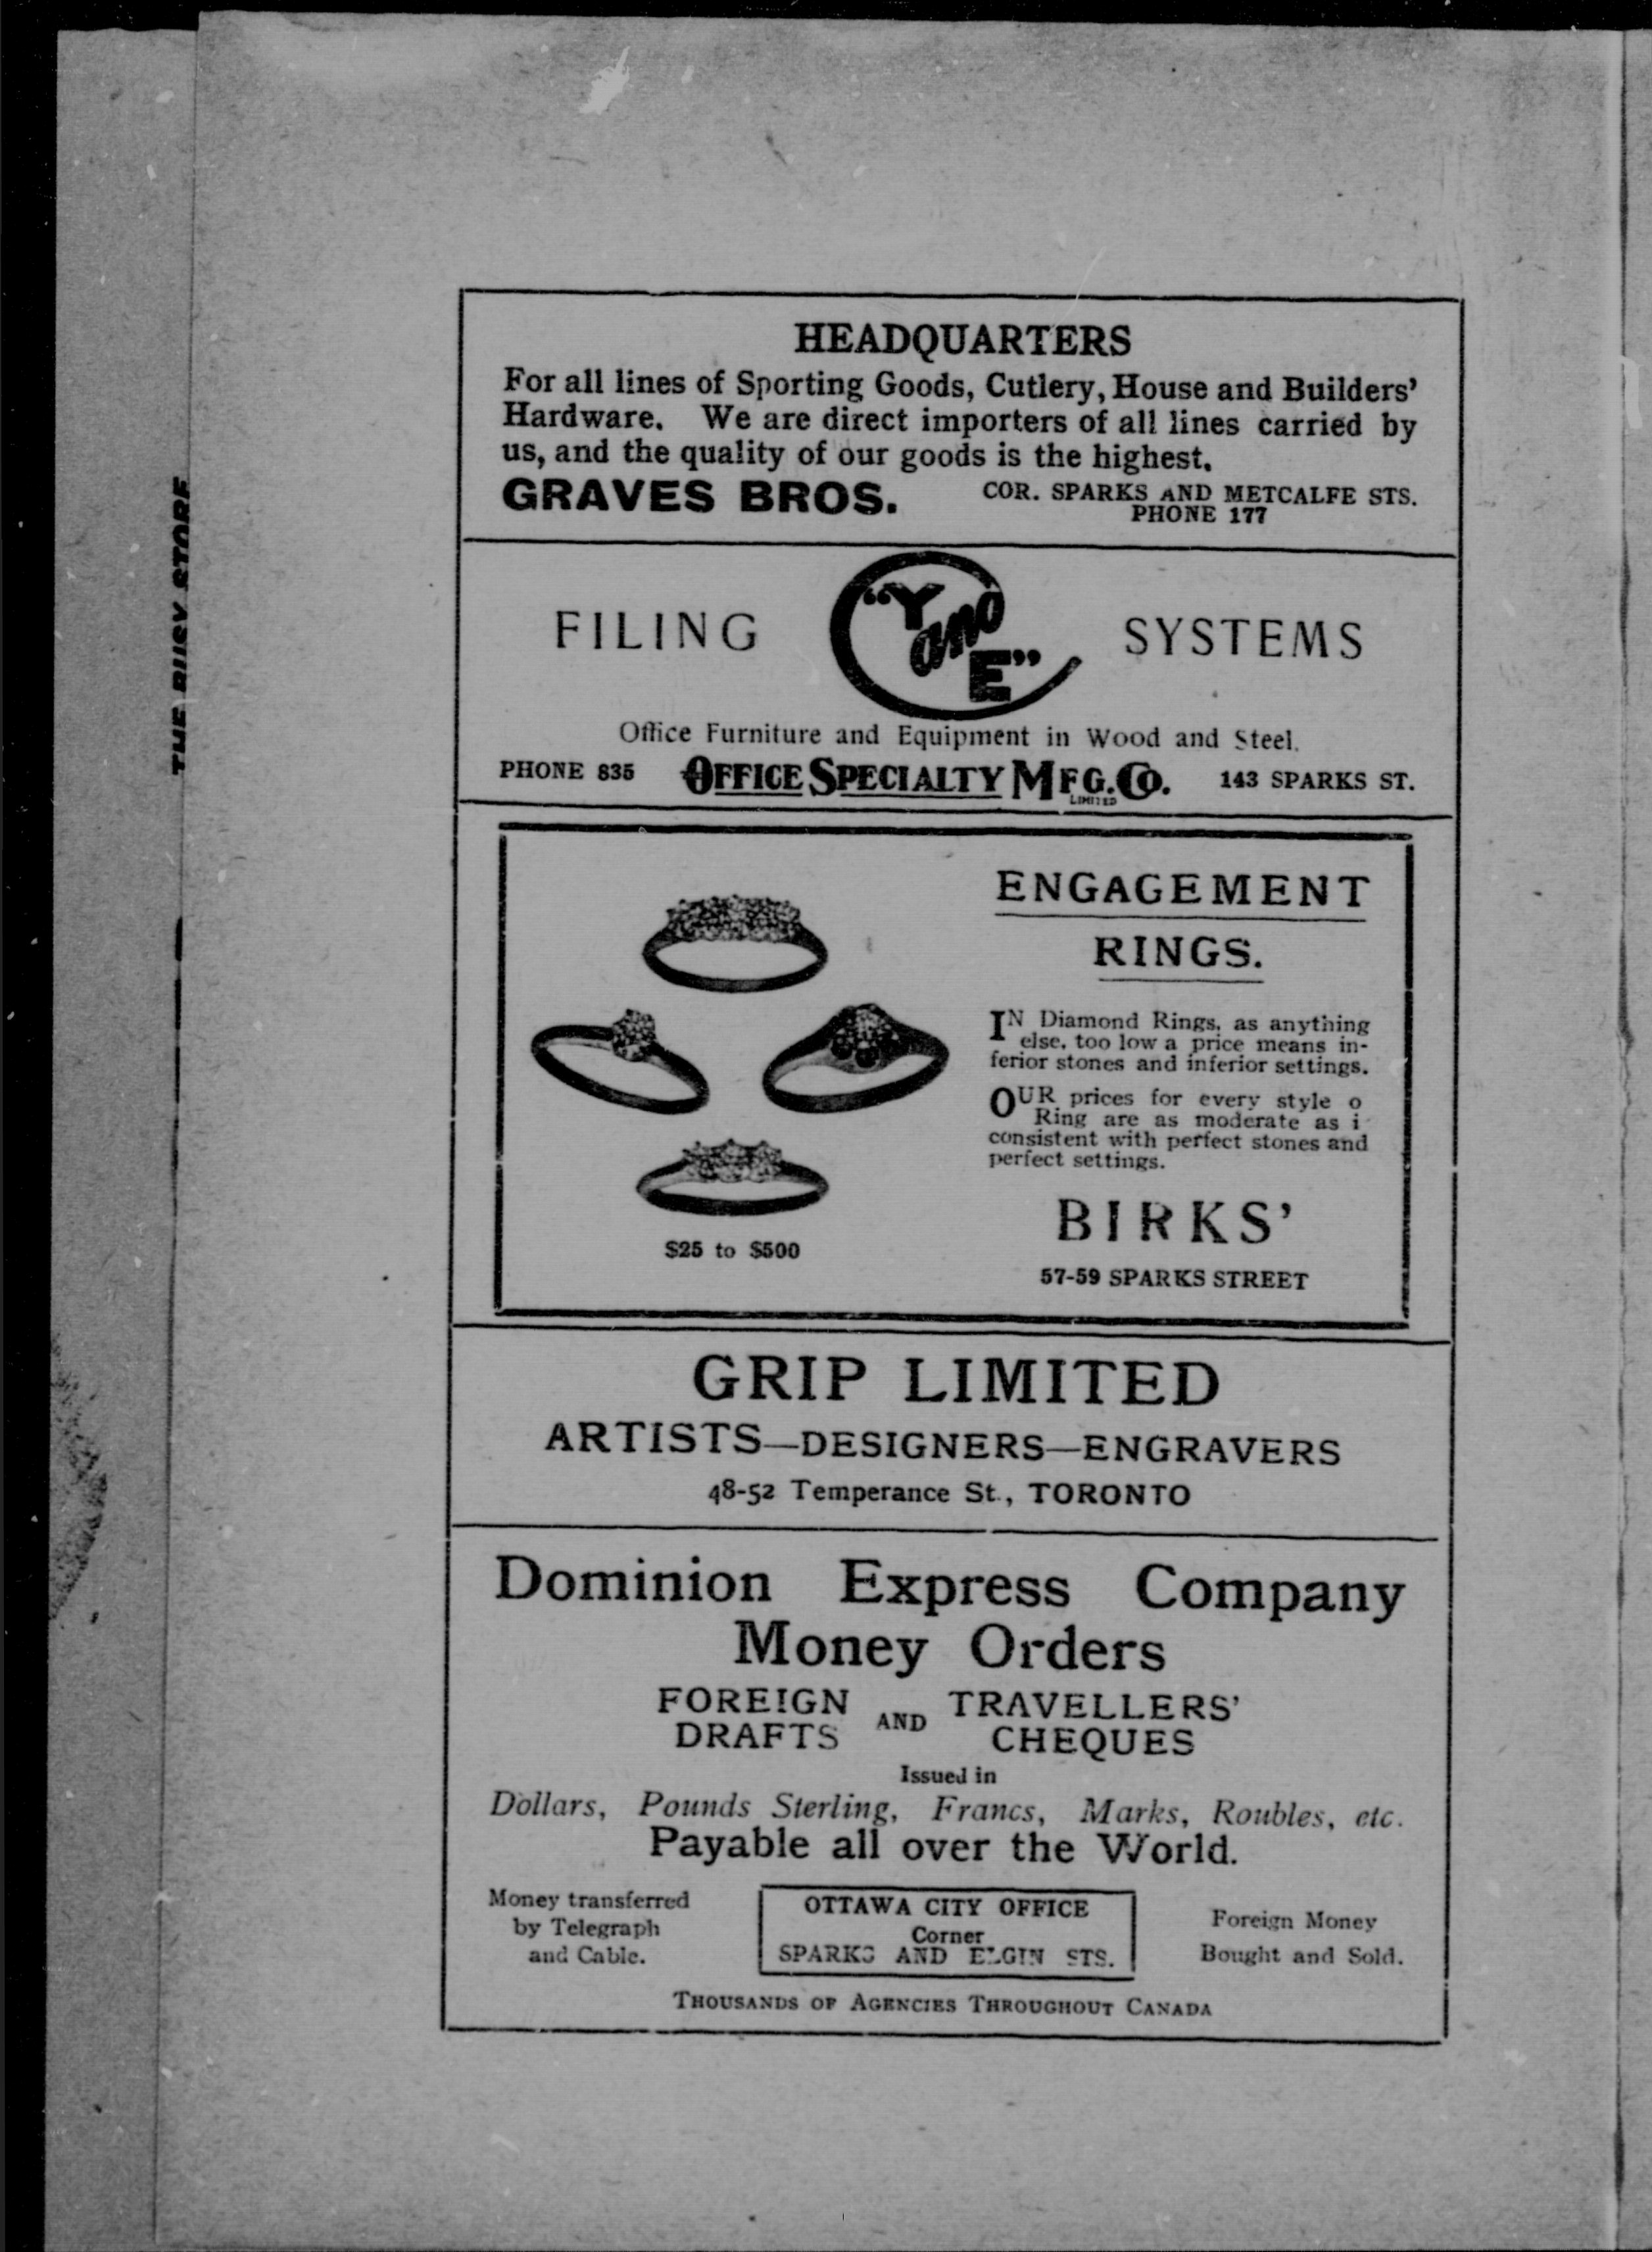 HEADQUARTERS
For all lines of Sporting Goods, Cutlery, House and Builders'
Hardware. We are direct importers of all lines carried by
us, and the quality of our goods is the highest.
GRAVES BROS. COR. SPARKS AND METCALFE STS.
PHONE 177
FILING "Y and E" SYSTEMS
Office Furniture and Equipment in Wood and Steel.
PHONE 835 OFFICE SPECIALTY MFG. CO. 143 SPARKS ST.
LIMITED
ENGAGEMENT
RINGS.
IN Diamond Rings, as anything
else, too low a price means in-
ferior stones and inferior settings.
OUR prices for every style o
Ring are as moderate as i
consistent with perfect stones and
perfect settings.
BIRKS'
$25 to $500
57-59 SPARKS STREET
GRIP LIMITED
ARTISTS—DESIGNERS—ENGRAVERS
48-52 Temperance St., TORONTO
Dominion Express Company
Money Orders
FOREIGN DRAFTS AND TRAVELLERS' CHEQUES
Issued in
Dollars, Pounds Sterling, Francs, Marks, Roubles, etc.
Payable all over the World.
Money transferred
by Telegraph
and Cable.
OTTAWA CITY OFFICE
Corner
SPARKS AND ELGIN STS.
Foreign Money
Bought and Sold.
THOUSANDS OF AGENCIES THROUGHOUT CANADA
THE BUSY STORE